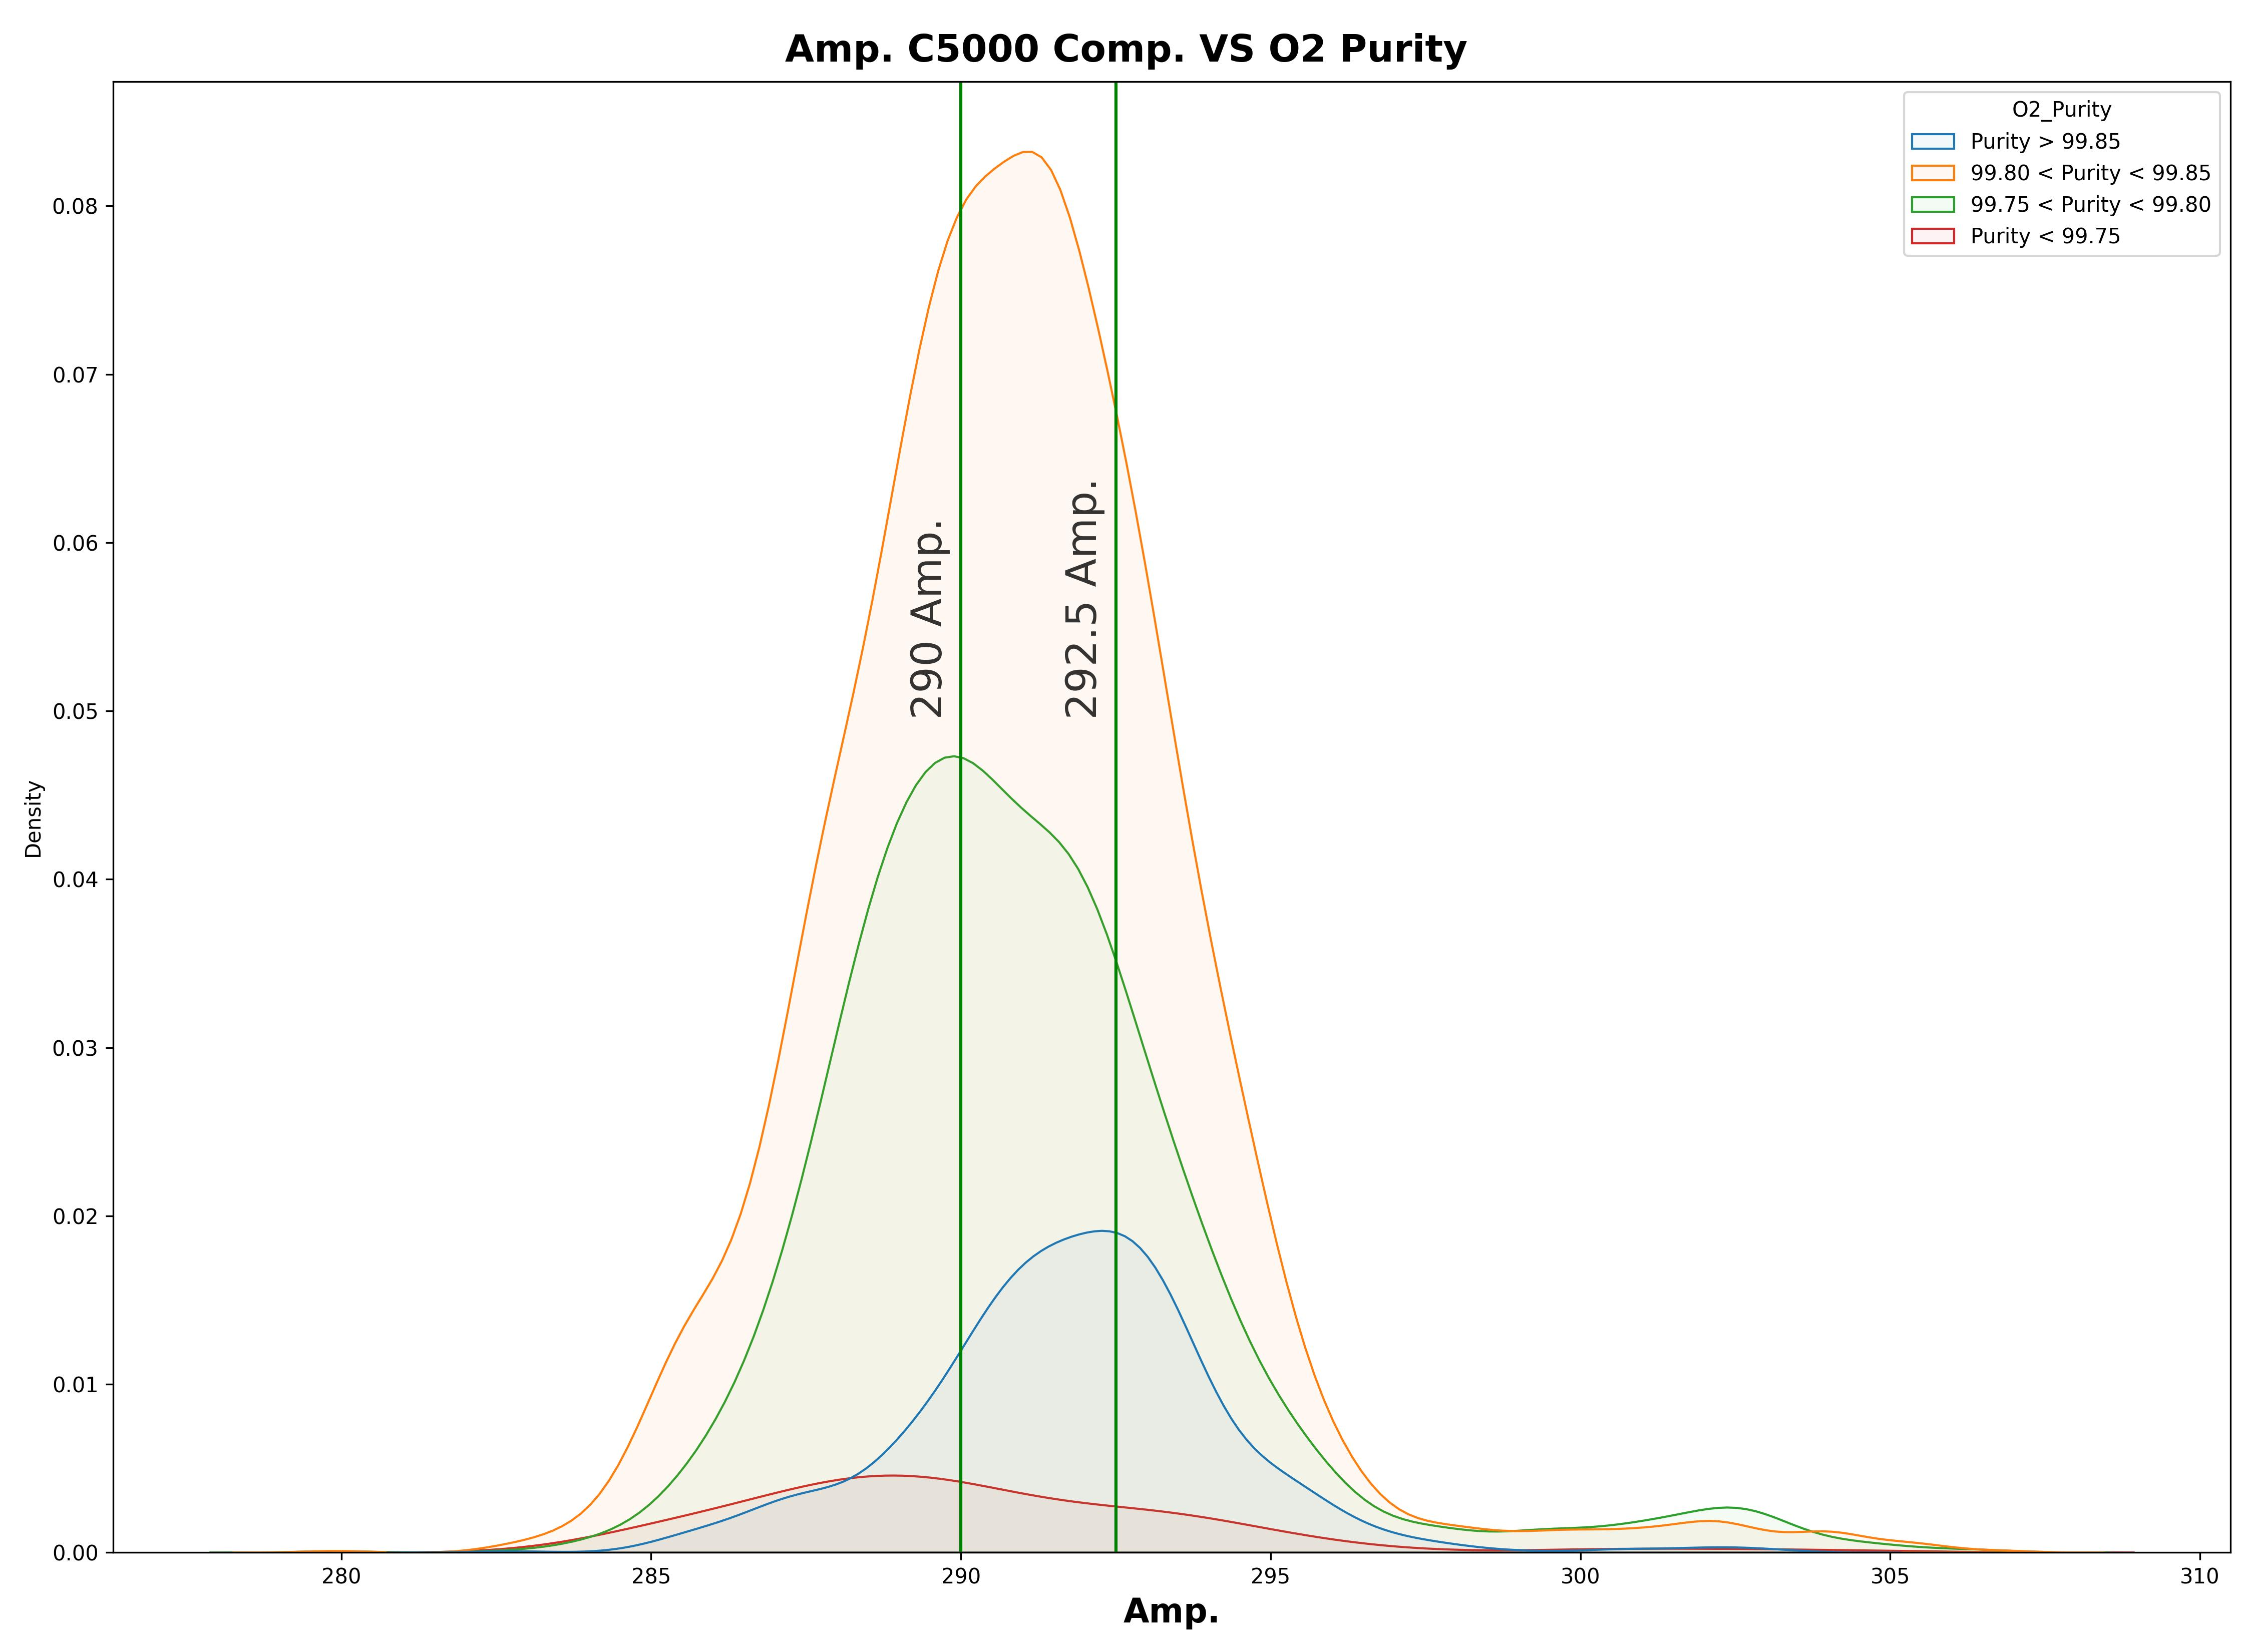 Amp. C5000 Comp. VS O2 Purity
O2_Purity
Purity > 99.85
99.80 < Purity < 99.85
99.75 < Purity < 99.80
Purity < 99.75
0.08
0.07
0.06
0.05
0.04
0.03
0.02
0.01
0.00
Density
290 Amp.
292.5 Amp.
280
285
290
295
300
305
310
Amp.